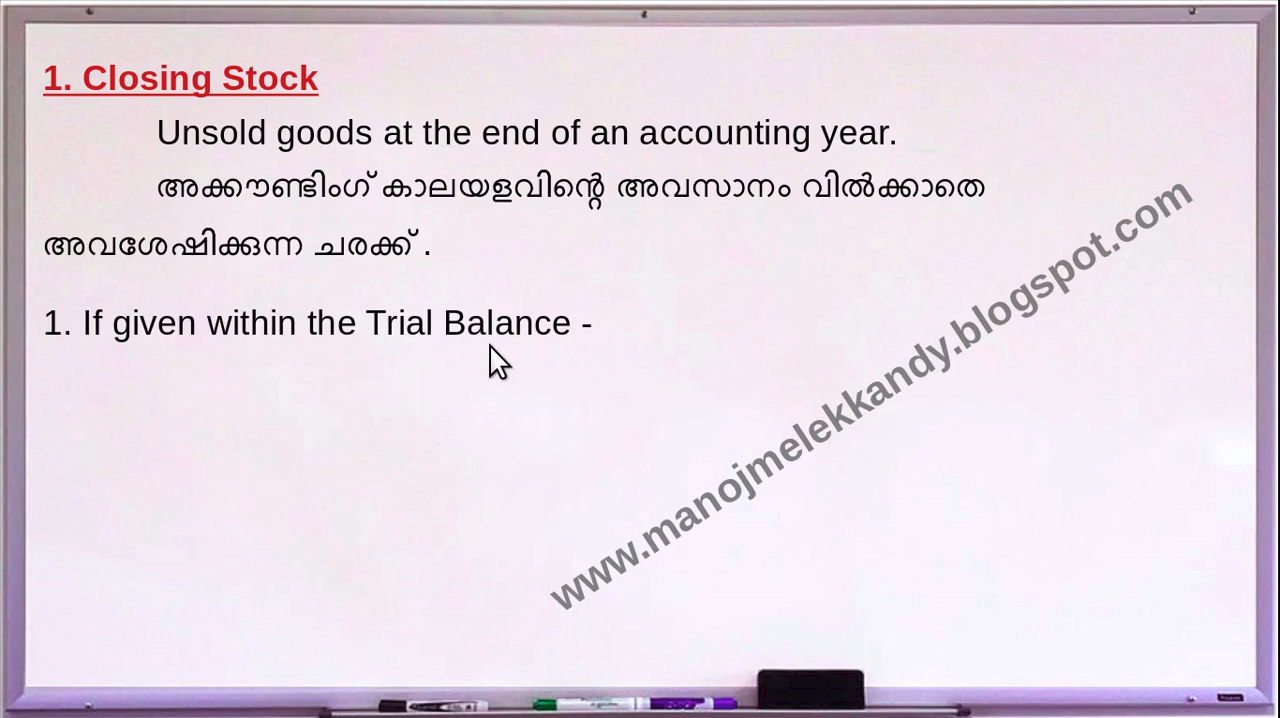 1. Closing Stock
Unsold goods at the end of an accounting year.
അക്കൗണ്ടിംഗ് കാലയളവിന്റെ അവസാനം വിൽക്കാതെ
അവശേഷിക്കുന്ന ചരക്ക് .
1. If given within the Trial Balance -
www.manojmelekkandy.blogspot.com